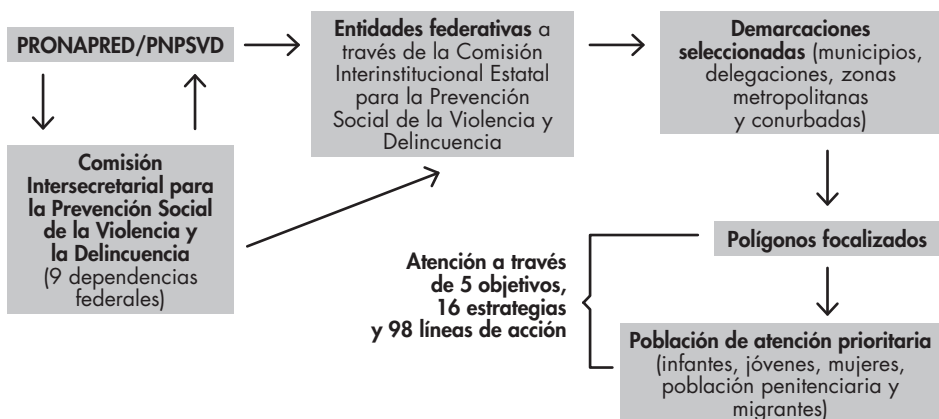 PRONAPRED/PNPSVD
Entidades federativas a
través de la Comisión
Interinstitucional Estatal
para la Prevención
Social de la Violencia y
Delincuencia
Demarcaciones
seleccionadas (municipios,
delegaciones, zonas
metropolitanas
y conurbadas)
Comisión
Intersecretarial para
la Prevención Social
de la Violencia y
la Delincuencia
(9 dependencias
federales)
Polígonos focalizados
Atención a través
de 5 objetivos,
16 estrategias
y 98 líneas de acción
Población de atención prioritaria
(infantes, jóvenes, mujeres,
población penitenciaria y
migrantes)